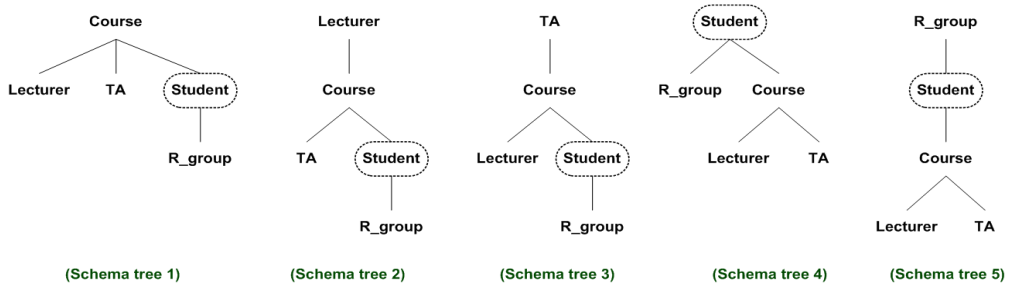 Course
Lecturer TA Student
R_group
(Schema tree 1)
Lecturer
Course
TA Student
R_group
(Schema tree 2)
TA
Course
Lecturer Student
R_group
(Schema tree 3)
Student
R_group Course
Lecturer TA
(Schema tree 4)
R_group
Student
Course
Lecturer TA
(Schema tree 5)